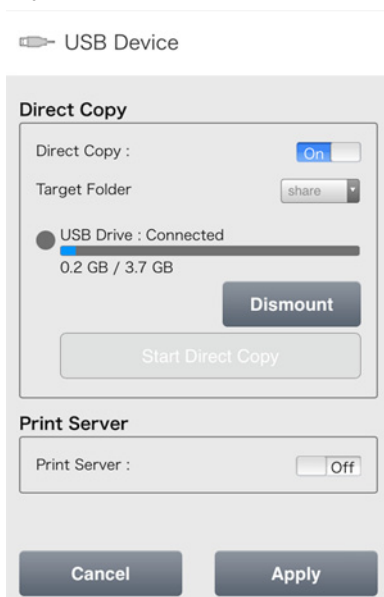 USB Device
Direct Copy
Direct Copy :
On
Target Folder
share
USB Drive : Connected
0.2 GB / 3.7 GB
Dismount
Start Direct Copy
Print Server
Print Server :
Off
Cancel
Apply